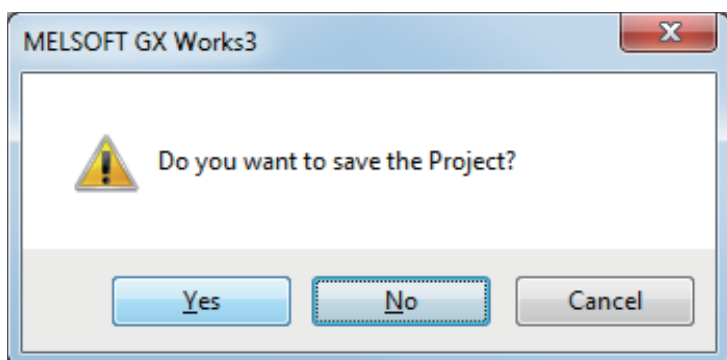 MELSOFT GX Works3
Do you want to save the Project?
Yes No Cancel